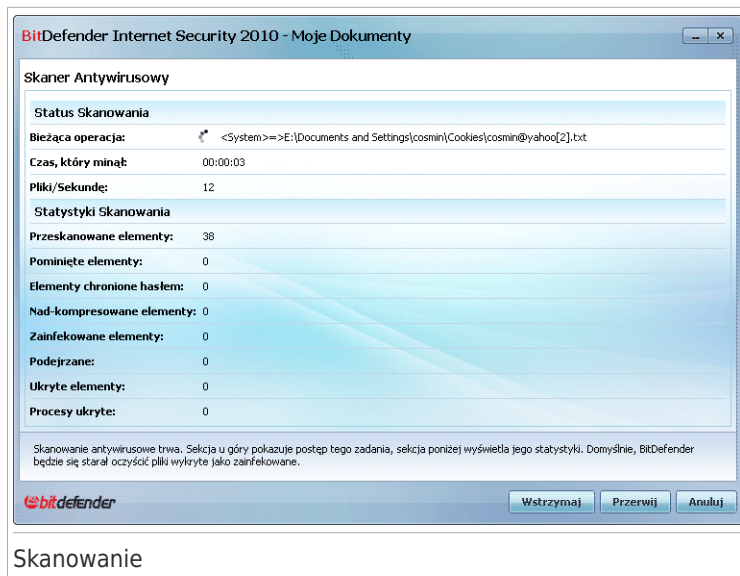 BitDefender Internet Security 2010 - Moje Dokumenty
Skaner Antywirusowy
Status Skanowania
Bieżąca operacja: <System>=>E:\Documents and Settings\cosmin\Cookies\cosmin@yahoo[2].txt
Czas, który minął: 00:00:03
Pliki/Sekundę: 12
Statystyki Skanowania
Przeskanowane elementy: 38
Pominięte elementy: 0
Elementy chronione hasłem: 0
Nad-kompresowane elementy: 0
Zainfekowane elementy: 0
Podejrzane: 0
Ukryte elementy: 0
Procesy ukryte: 0
Skanowanie antywirusowe trwa. Sekcja u góry pokazuje postęp tego zadania, sekcja poniżej wyświetla jego statystyki. Domyślnie, BitDefender
będzie się starał oczyścić pliki wykryte jako zainfekowane.
bitdefender Wstrzymaj Przerwij Anuluj
Skanowanie